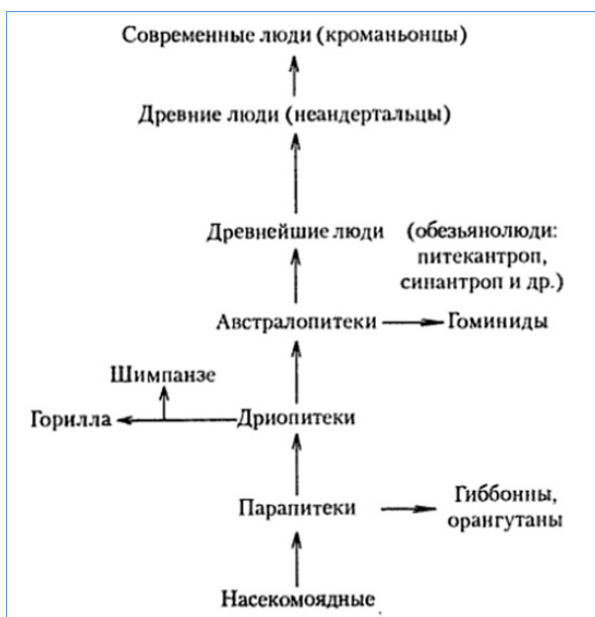 Современные люди (кроманьонцы)
Древние люди (неандертальцы)
Древнейшие люди (обезьянолюди:
питекантроп,
синантроп и др.)
Австралопитеки
Гоминиды
Шимпанзе
Горилла
Дриопитеки
Парапитеки
Гиббонны,
орангутаны
Насекомоядные